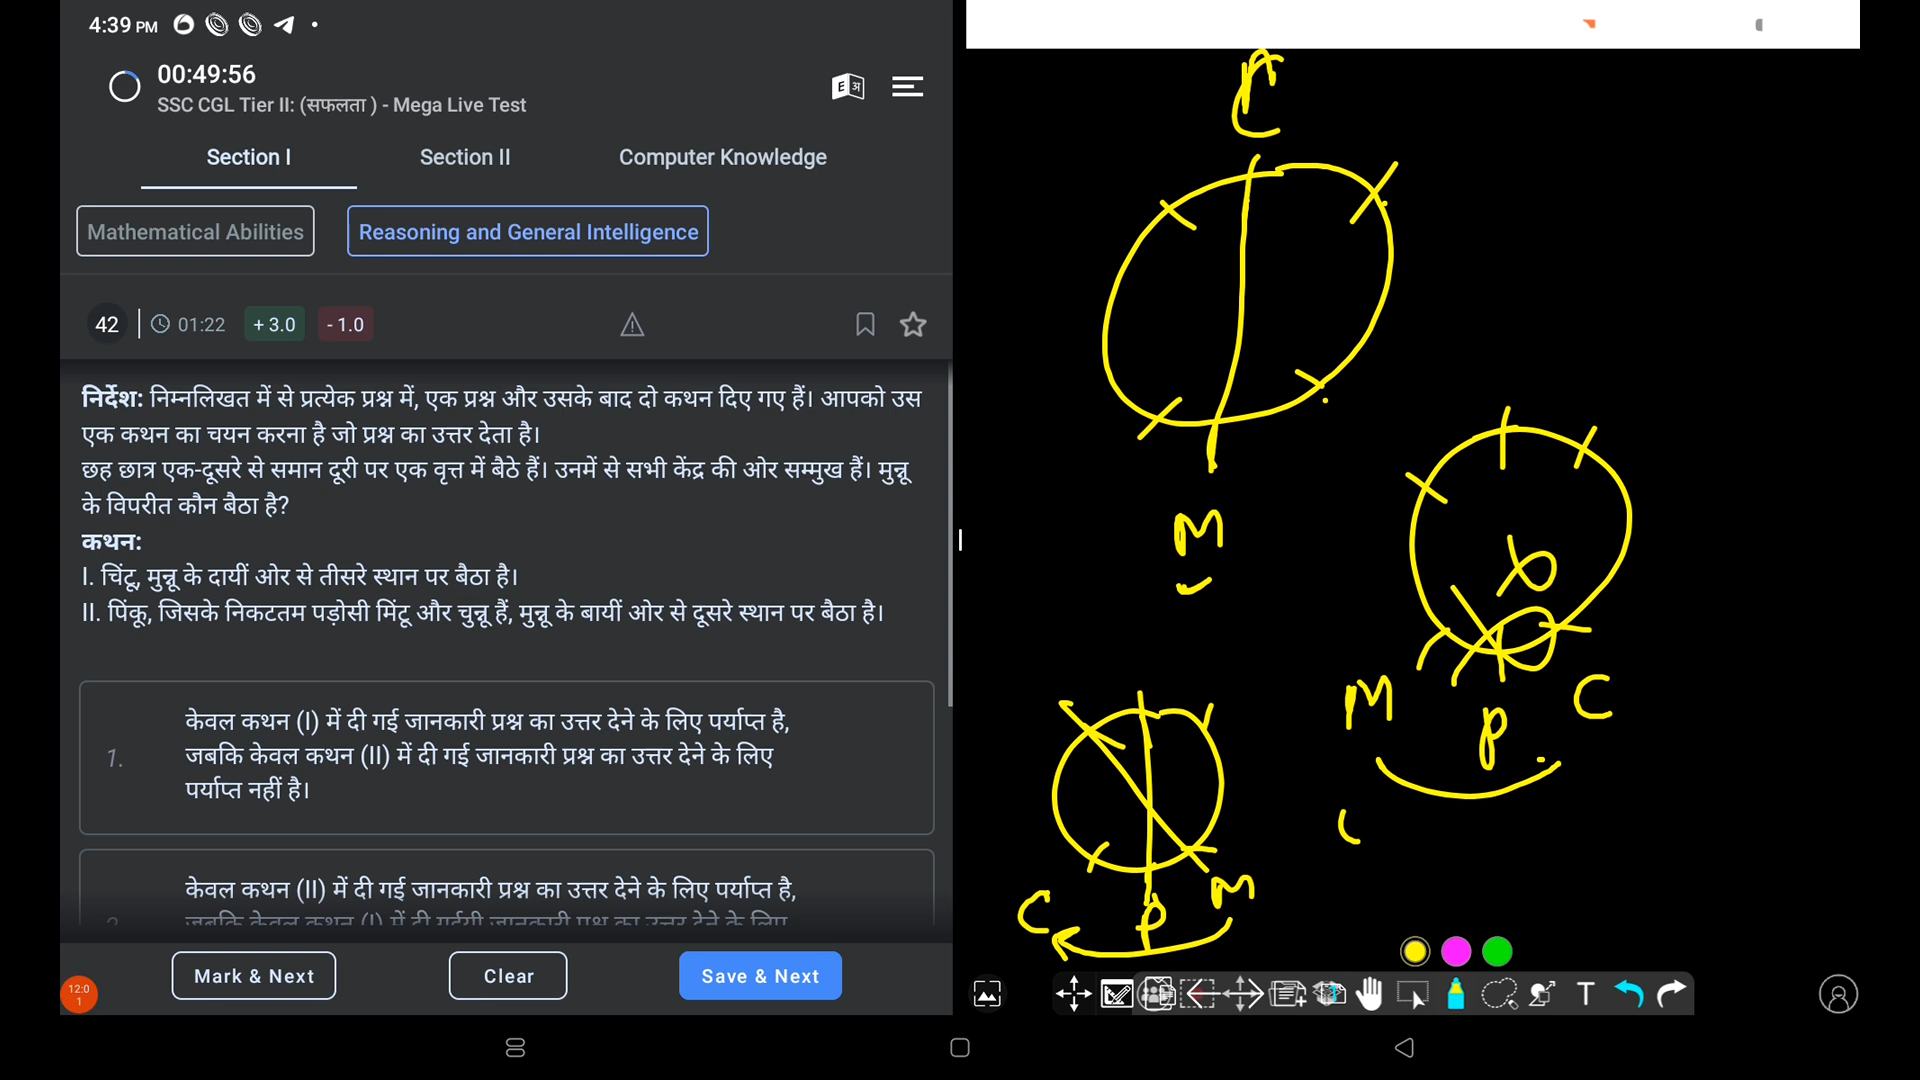 4:39 PM
00:49:56
SSC CGL Tier II: (सफलता ) - Mega Live Test
E अ
Section I
Section II
Computer Knowledge
Mathematical Abilities
Reasoning and General Intelligence
42
01:22
+ 3.0
- 1.0
निर्देश: निम्नलिखत में से प्रत्येक प्रश्न में, एक प्रश्न और उसके बाद दो कथन दिए गए हैं। आपको उस
एक कथन का चयन करना है जो प्रश्न का उत्तर देता है।
छह छात्र एक-दूसरे से समान दूरी पर एक वृत्त में बैठे हैं। उनमें से सभी केंद्र की ओर सम्मुख हैं। मुन्नू
के विपरीत कौन बैठा है?
कथन:
I. चिंटू, मुन्नू के दायीं ओर से तीसरे स्थान पर बैठा है।
II. पिंकू, जिसके निकटतम पड़ोसी मिंटू और चुन्नू हैं, मुन्नू के बायीं ओर से दूसरे स्थान पर बैठा है।
1.
केवल कथन (I) में दी गई जानकारी प्रश्न का उत्तर देने के लिए पर्याप्त है,
जबकि केवल कथन (II) में दी गई जानकारी प्रश्न का उत्तर देने के लिए
पर्याप्त नहीं है।
केवल कथन (II) में दी गई जानकारी प्रश्न का उत्तर देने के लिए पर्याप्त है,
Mark & Next
Clear
Save & Next
12:0
1
M
M
P
C
C
P
M
T